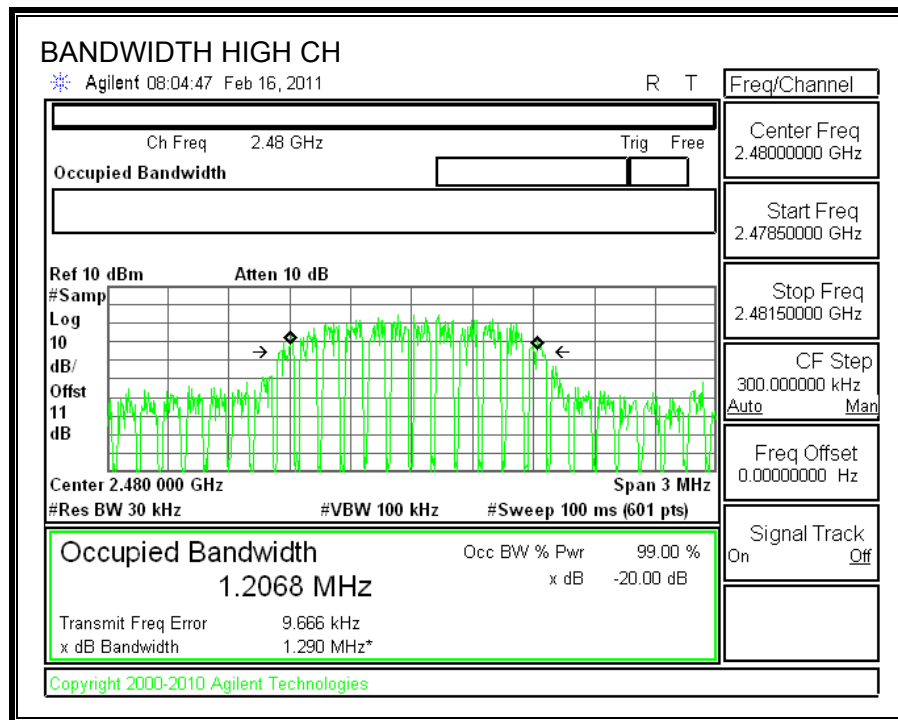 BANDWIDTH HIGH CH
Agilent 08:04:47 Feb 16, 2011 R T
Freq/Channel
Ch Freq 2.48 GHz Trig Free
Occupied Bandwidth
Center Freq
2.48000000 GHz
Start Freq
2.47850000 GHz
Stop Freq
2.48150000 GHz
CF Step
300.000000 kHz
Auto Man
Freq Offset
0.00000000 Hz
Signal Track
On Off
Ref 10 dBm Atten 10 dB
#Samp
Log
10
dB/
Offst
11
dB
Center 2.480 000 GHz Span 3 MHz
#Res BW 30 kHz #VBW 100 kHz #Sweep 100 ms (601 pts)
Occupied Bandwidth
1.2068 MHz
Occ BW % Pwr 99.00 %
x dB -20.00 dB
Transmit Freq Error 9.666 kHz
x dB Bandwidth 1.290 MHz*
Copyright 2000-2010 Agilent Technologies